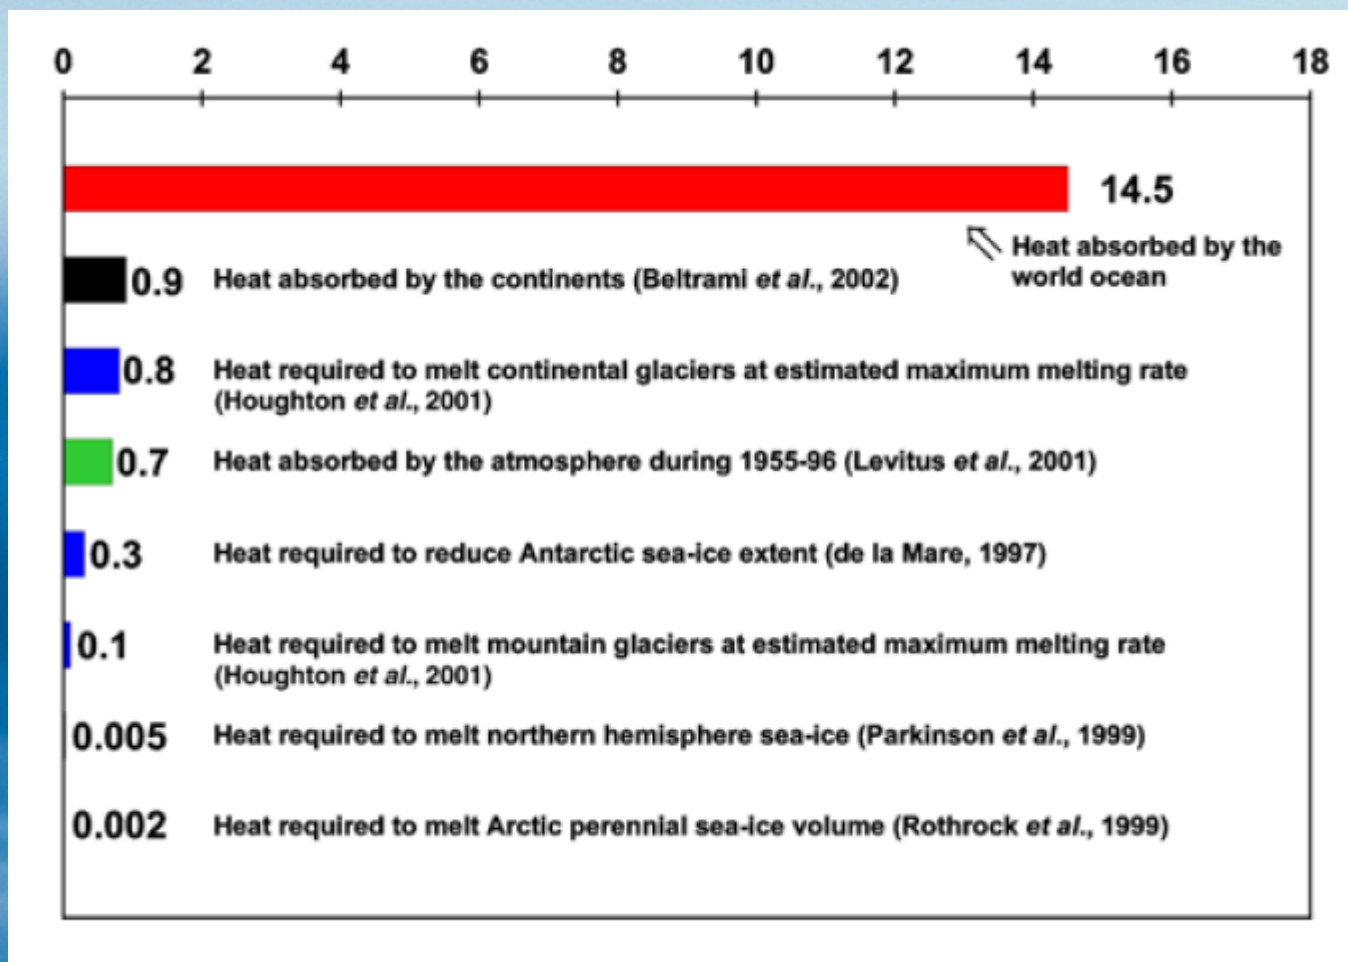 0 2 4 6 8 10 12 14 16 18
14.5
Heat absorbed by the
world ocean
0.9 Heat absorbed by the continents (Beltrami et al., 2002)
0.8 Heat required to melt continental glaciers at estimated maximum melting rate
(Houghton et al., 2001)
0.7 Heat absorbed by the atmosphere during 1955-96 (Levitus et al., 2001)
0.3 Heat required to reduce Antarctic sea-ice extent (de la Mare, 1997)
0.1 Heat required to melt mountain glaciers at estimated maximum melting rate
(Houghton et al., 2001)
0.005 Heat required to melt northern hemisphere sea-ice (Parkinson et al., 1999)
0.002 Heat required to melt Arctic perennial sea-ice volume (Rothrock et al., 1999)